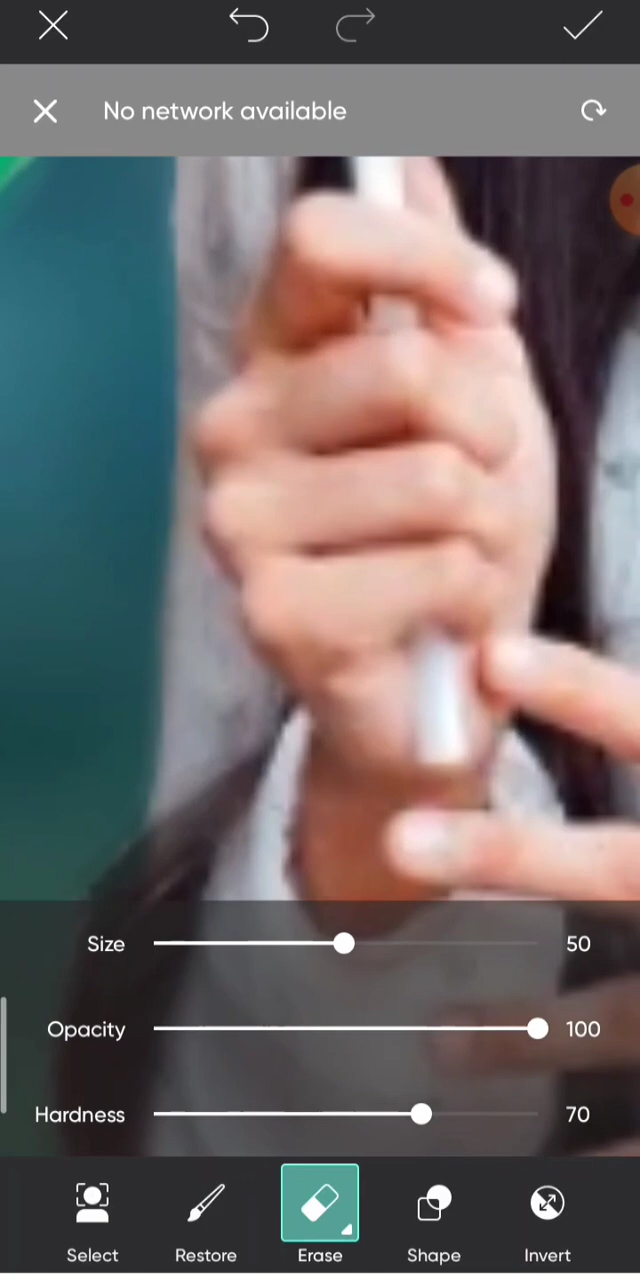 No network available
Size 50
Opacity 100
Hardness 70
Select Restore Erase Shape Invert